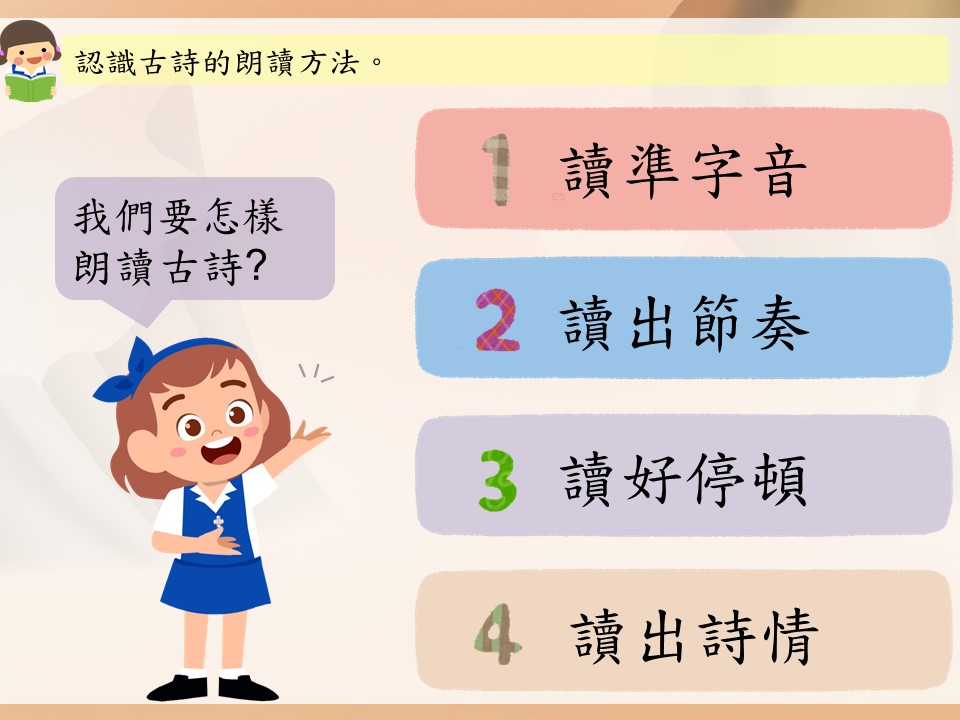 認識古詩的朗讀方法。
我們要怎樣
朗讀古詩?
1 讀準字音
2 讀出節奏
3 讀好停頓
4 讀出詩情